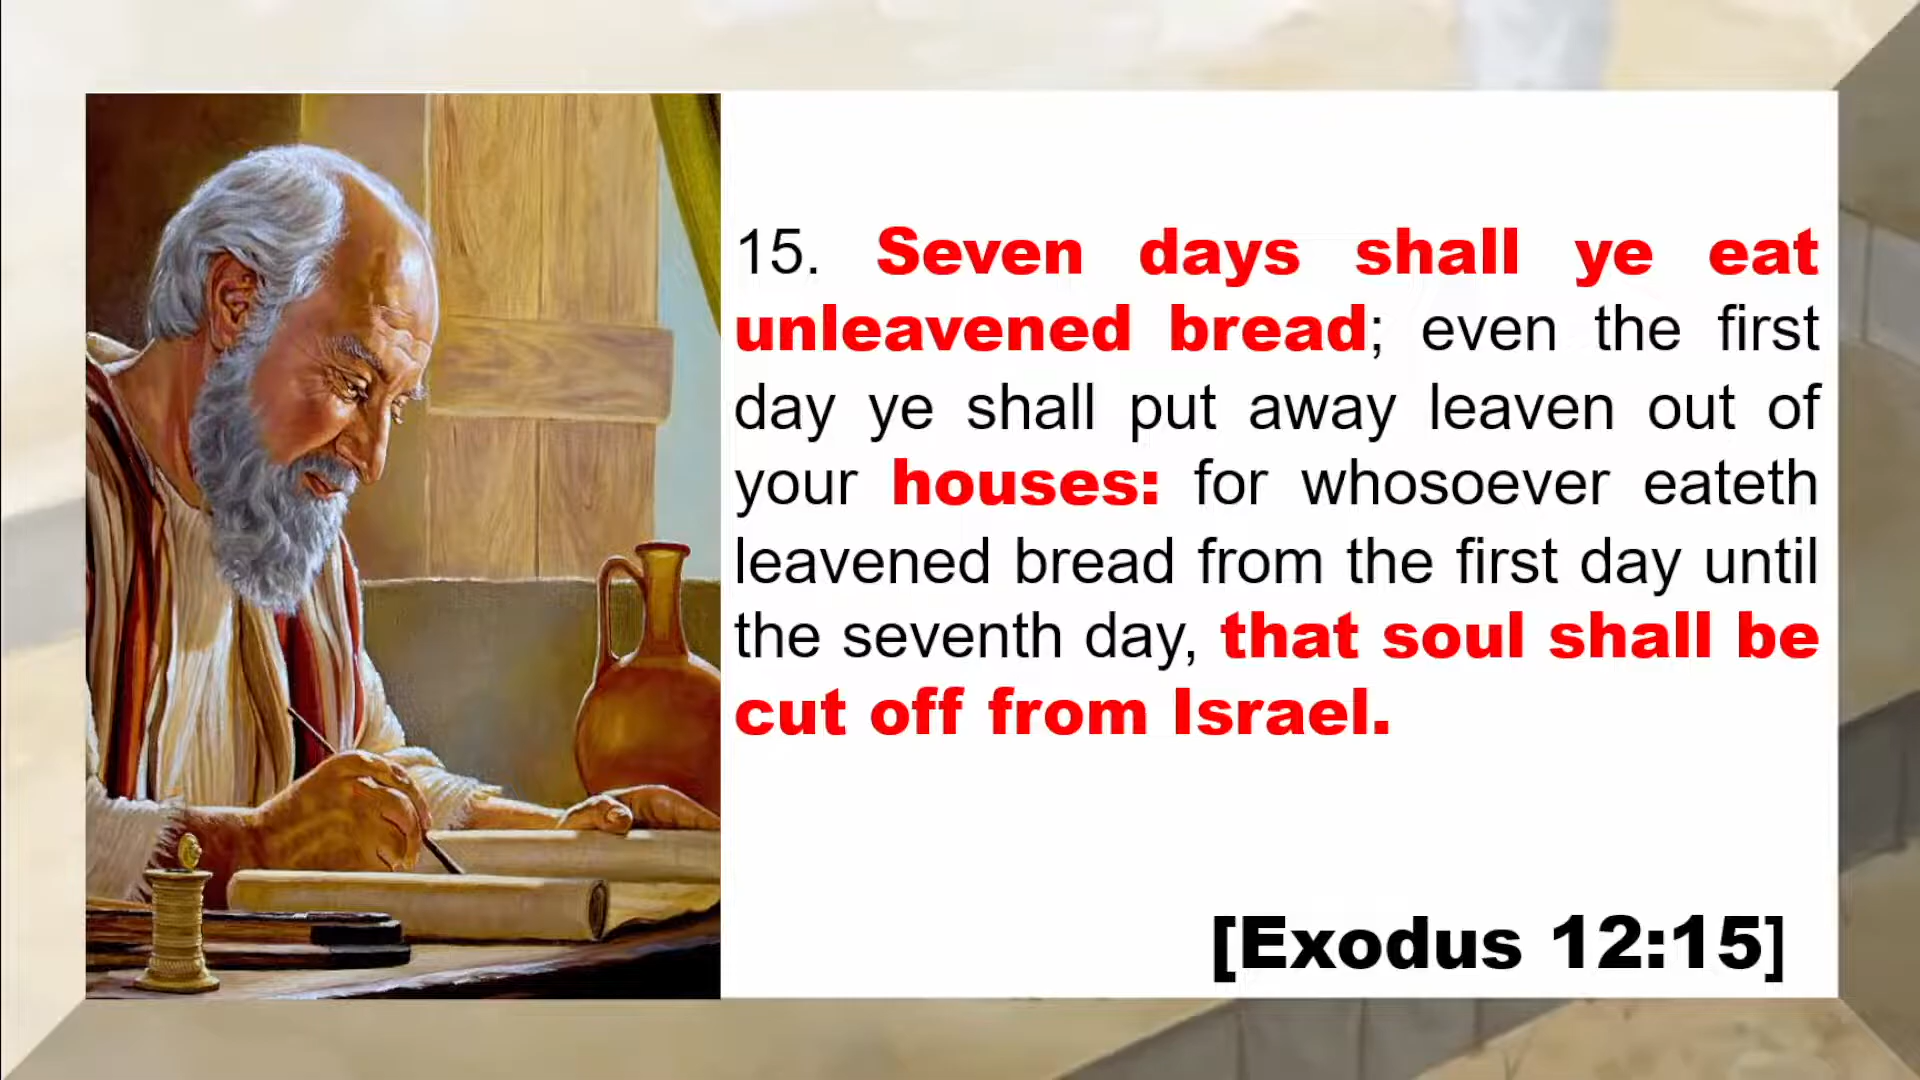 15. Seven days shall ye eat
unleavened bread; even the first
day ye shall put away leaven out of
your houses: for whosoever eateth
leavened bread from the first day until
the seventh day, that soul shall be
cut off from Israel.
[Exodus 12:15]